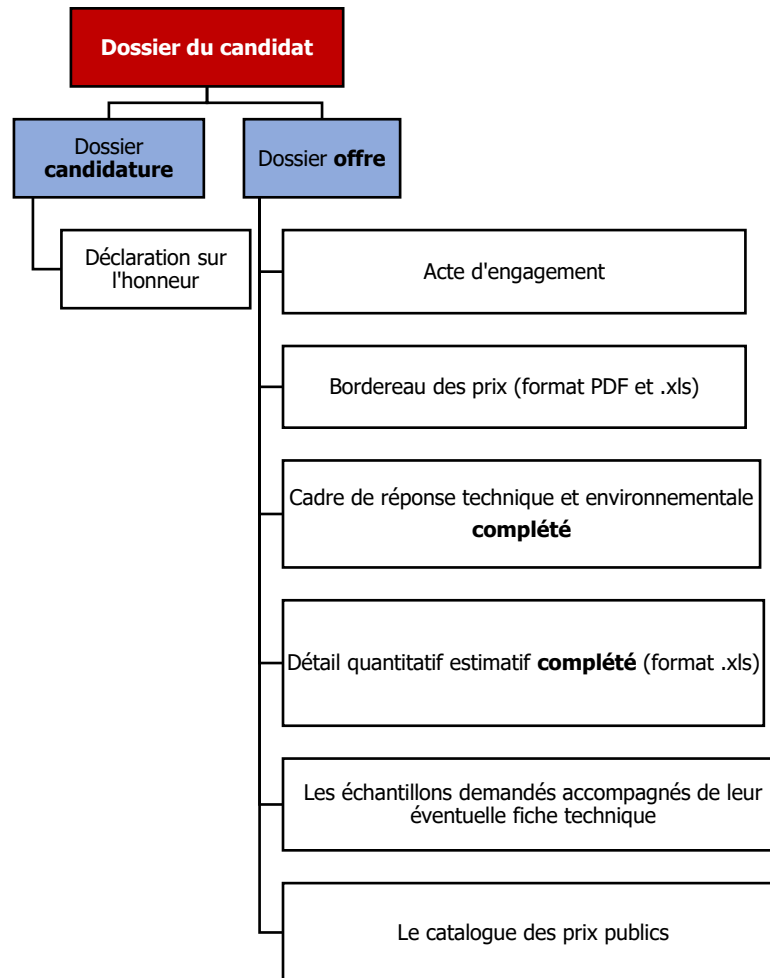 Dossier du candidat
Dossier
candidature
Dossier offre
Déclaration sur
l'honneur
Acte d'engagement
Bordereau des prix (format PDF et .xls)
Cadre de réponse technique et environnementale
complété
Détail quantitatif estimatif complété (format .xls)
Les échantillons demandés accompagnés de leur
éventuelle fiche technique
Le catalogue des prix publics